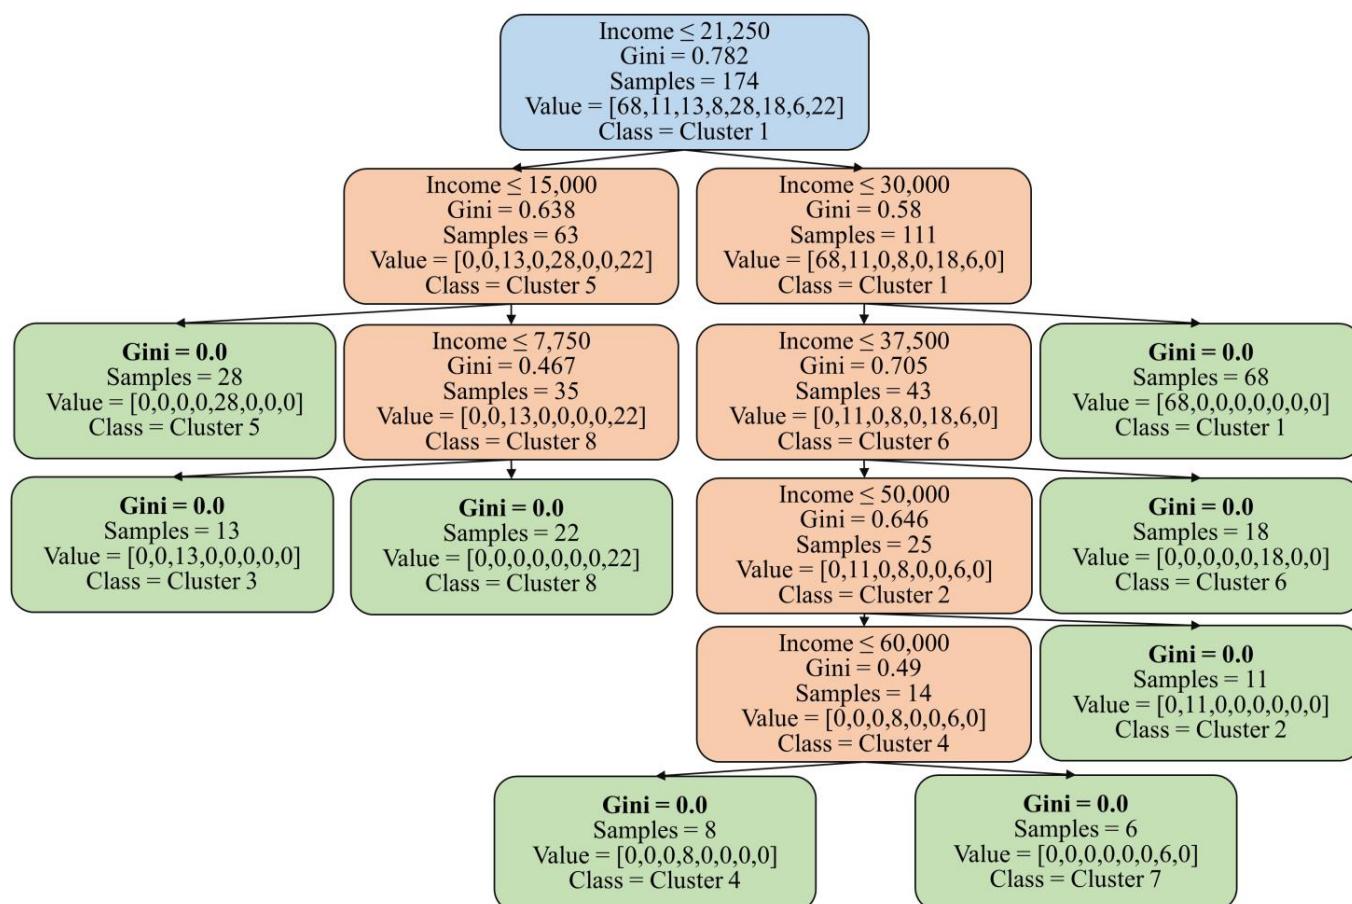 Income ≤ 21,250
Gini = 0.782
Samples = 174
Value = [68,11,13,8,28,18,6,22]
Class = Cluster 1
Income ≤ 15,000
Gini = 0.638
Samples = 63
Value = [0,0,13,0,28,0,0,22]
Class = Cluster 5
Income ≤ 30,000
Gini = 0.58
Samples = 111
Value = [68,11,0,8,0,18,6,0]
Class = Cluster 1
Gini = 0.0
Samples = 28
Value = [0,0,0,0,28,0,0,0]
Class = Cluster 5
Income ≤ 7,750
Gini = 0.467
Samples = 35
Value = [0,0,13,0,0,0,0,22]
Class = Cluster 8
Income ≤ 37,500
Gini = 0.705
Samples = 43
Value = [0,11,0,8,0,18,6,0]
Class = Cluster 6
Gini = 0.0
Samples = 68
Value = [68,0,0,0,0,0,0,0]
Class = Cluster 1
Gini = 0.0
Samples = 13
Value = [0,0,13,0,0,0,0,0]
Class = Cluster 3
Gini = 0.0
Samples = 22
Value = [0,0,0,0,0,0,0,22]
Class = Cluster 8
Income ≤ 50,000
Gini = 0.646
Samples = 25
Value = [0,11,0,8,0,0,6,0]
Class = Cluster 2
Gini = 0.0
Samples = 18
Value = [0,0,0,0,0,18,0,0]
Class = Cluster 6
Income ≤ 60,000
Gini = 0.49
Samples = 14
Value = [0,0,0,8,0,0,6,0]
Class = Cluster 4
Gini = 0.0
Samples = 11
Value = [0,11,0,0,0,0,0,0]
Class = Cluster 2
Gini = 0.0
Samples = 8
Value = [0,0,0,8,0,0,0,0]
Class = Cluster 4
Gini = 0.0
Samples = 6
Value = [0,0,0,0,0,0,6,0]
Class = Cluster 7